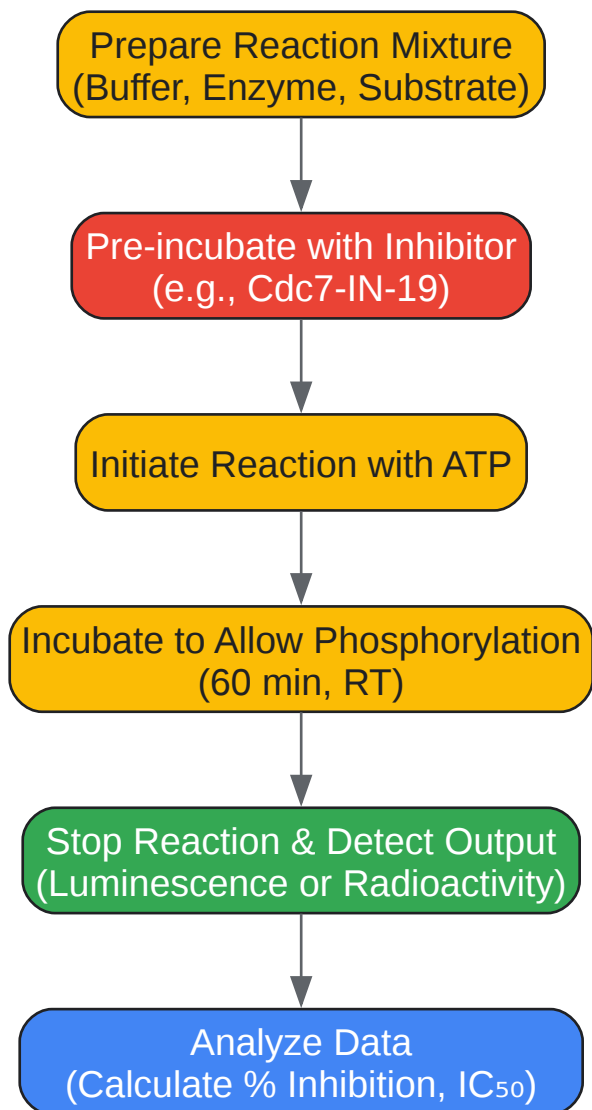 Prepare Reaction Mixture
(Buffer, Enzyme, Substrate)
Pre-incubate with Inhibitor
(e.g., Cdc7-IN-19)
Initiate Reaction with ATP
Incubate to Allow Phosphorylation
(60 min, RT)
Stop Reaction & Detect Output
(Luminescence or Radioactivity)
Analyze Data
(Calculate % Inhibition, IC₅₀)